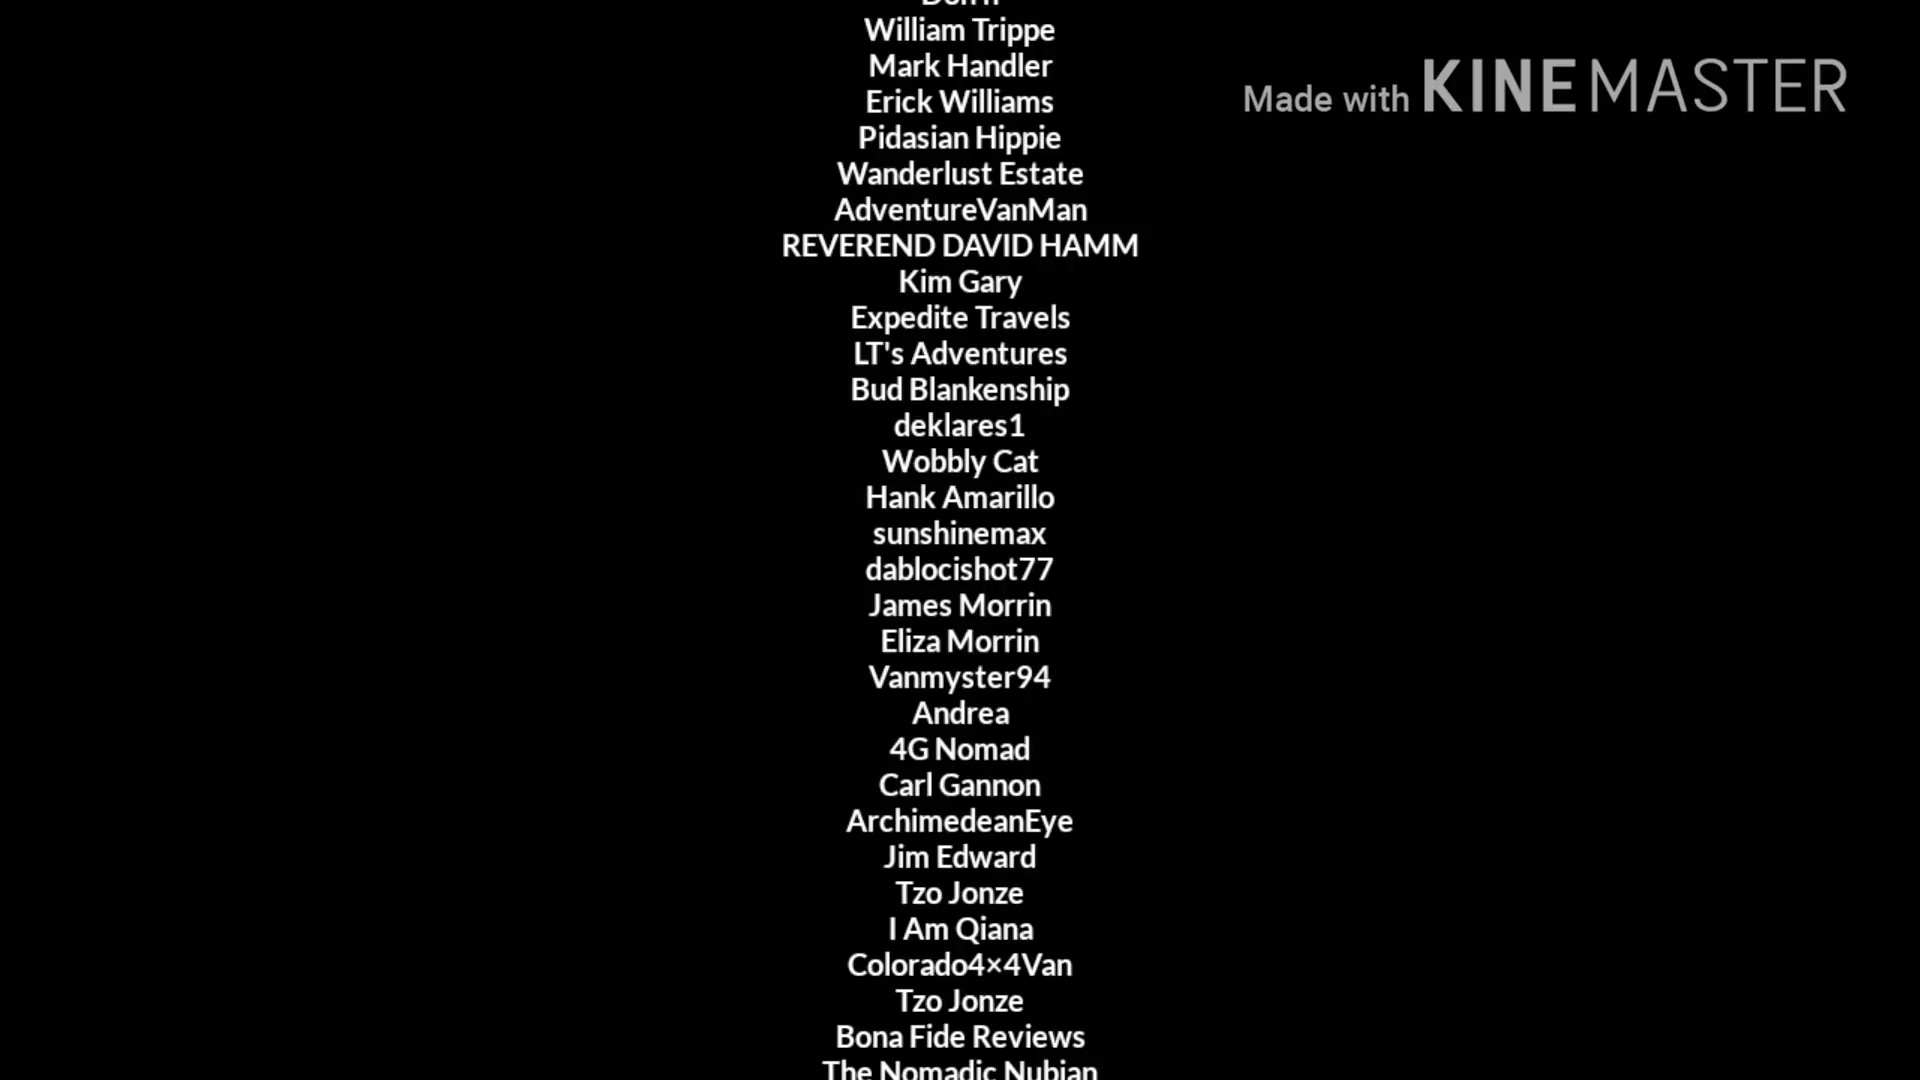 William Trippe
Mark Handler
Made with KINEMASTER
Erick Williams
Pidasian Hippie
Wanderlust Estate
AdventureVanMan
REVEREND DAVID HAMM
Kim Gary
Expedite Travels
LT's Adventures
Bud Blankenship
deklares1
Wobbly Cat
Hank Amarillo
sunshinemax
dablocishot77
James Morrin
Eliza Morrin
Vanmyster94
Andrea
4G Nomad
Carl Gannon
ArchimedeanEye
Jim Edward
Tzo Jonze
I Am Qiana
Colorado4×4Van
Tzo Jonze
Bona Fide Reviews
The Nomadic Nubian